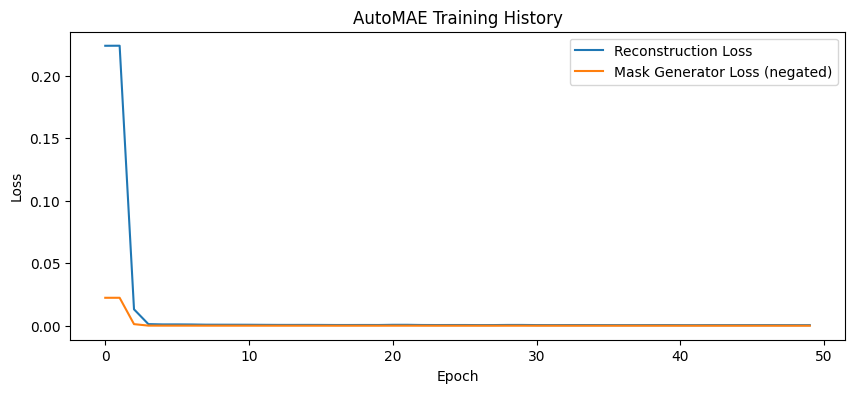 AutoMAE Training History
Reconstruction Loss
Mask Generator Loss (negated)
Loss
0.20
0.15
0.10
0.05
0.00
0 10 20 30 40 50
Epoch